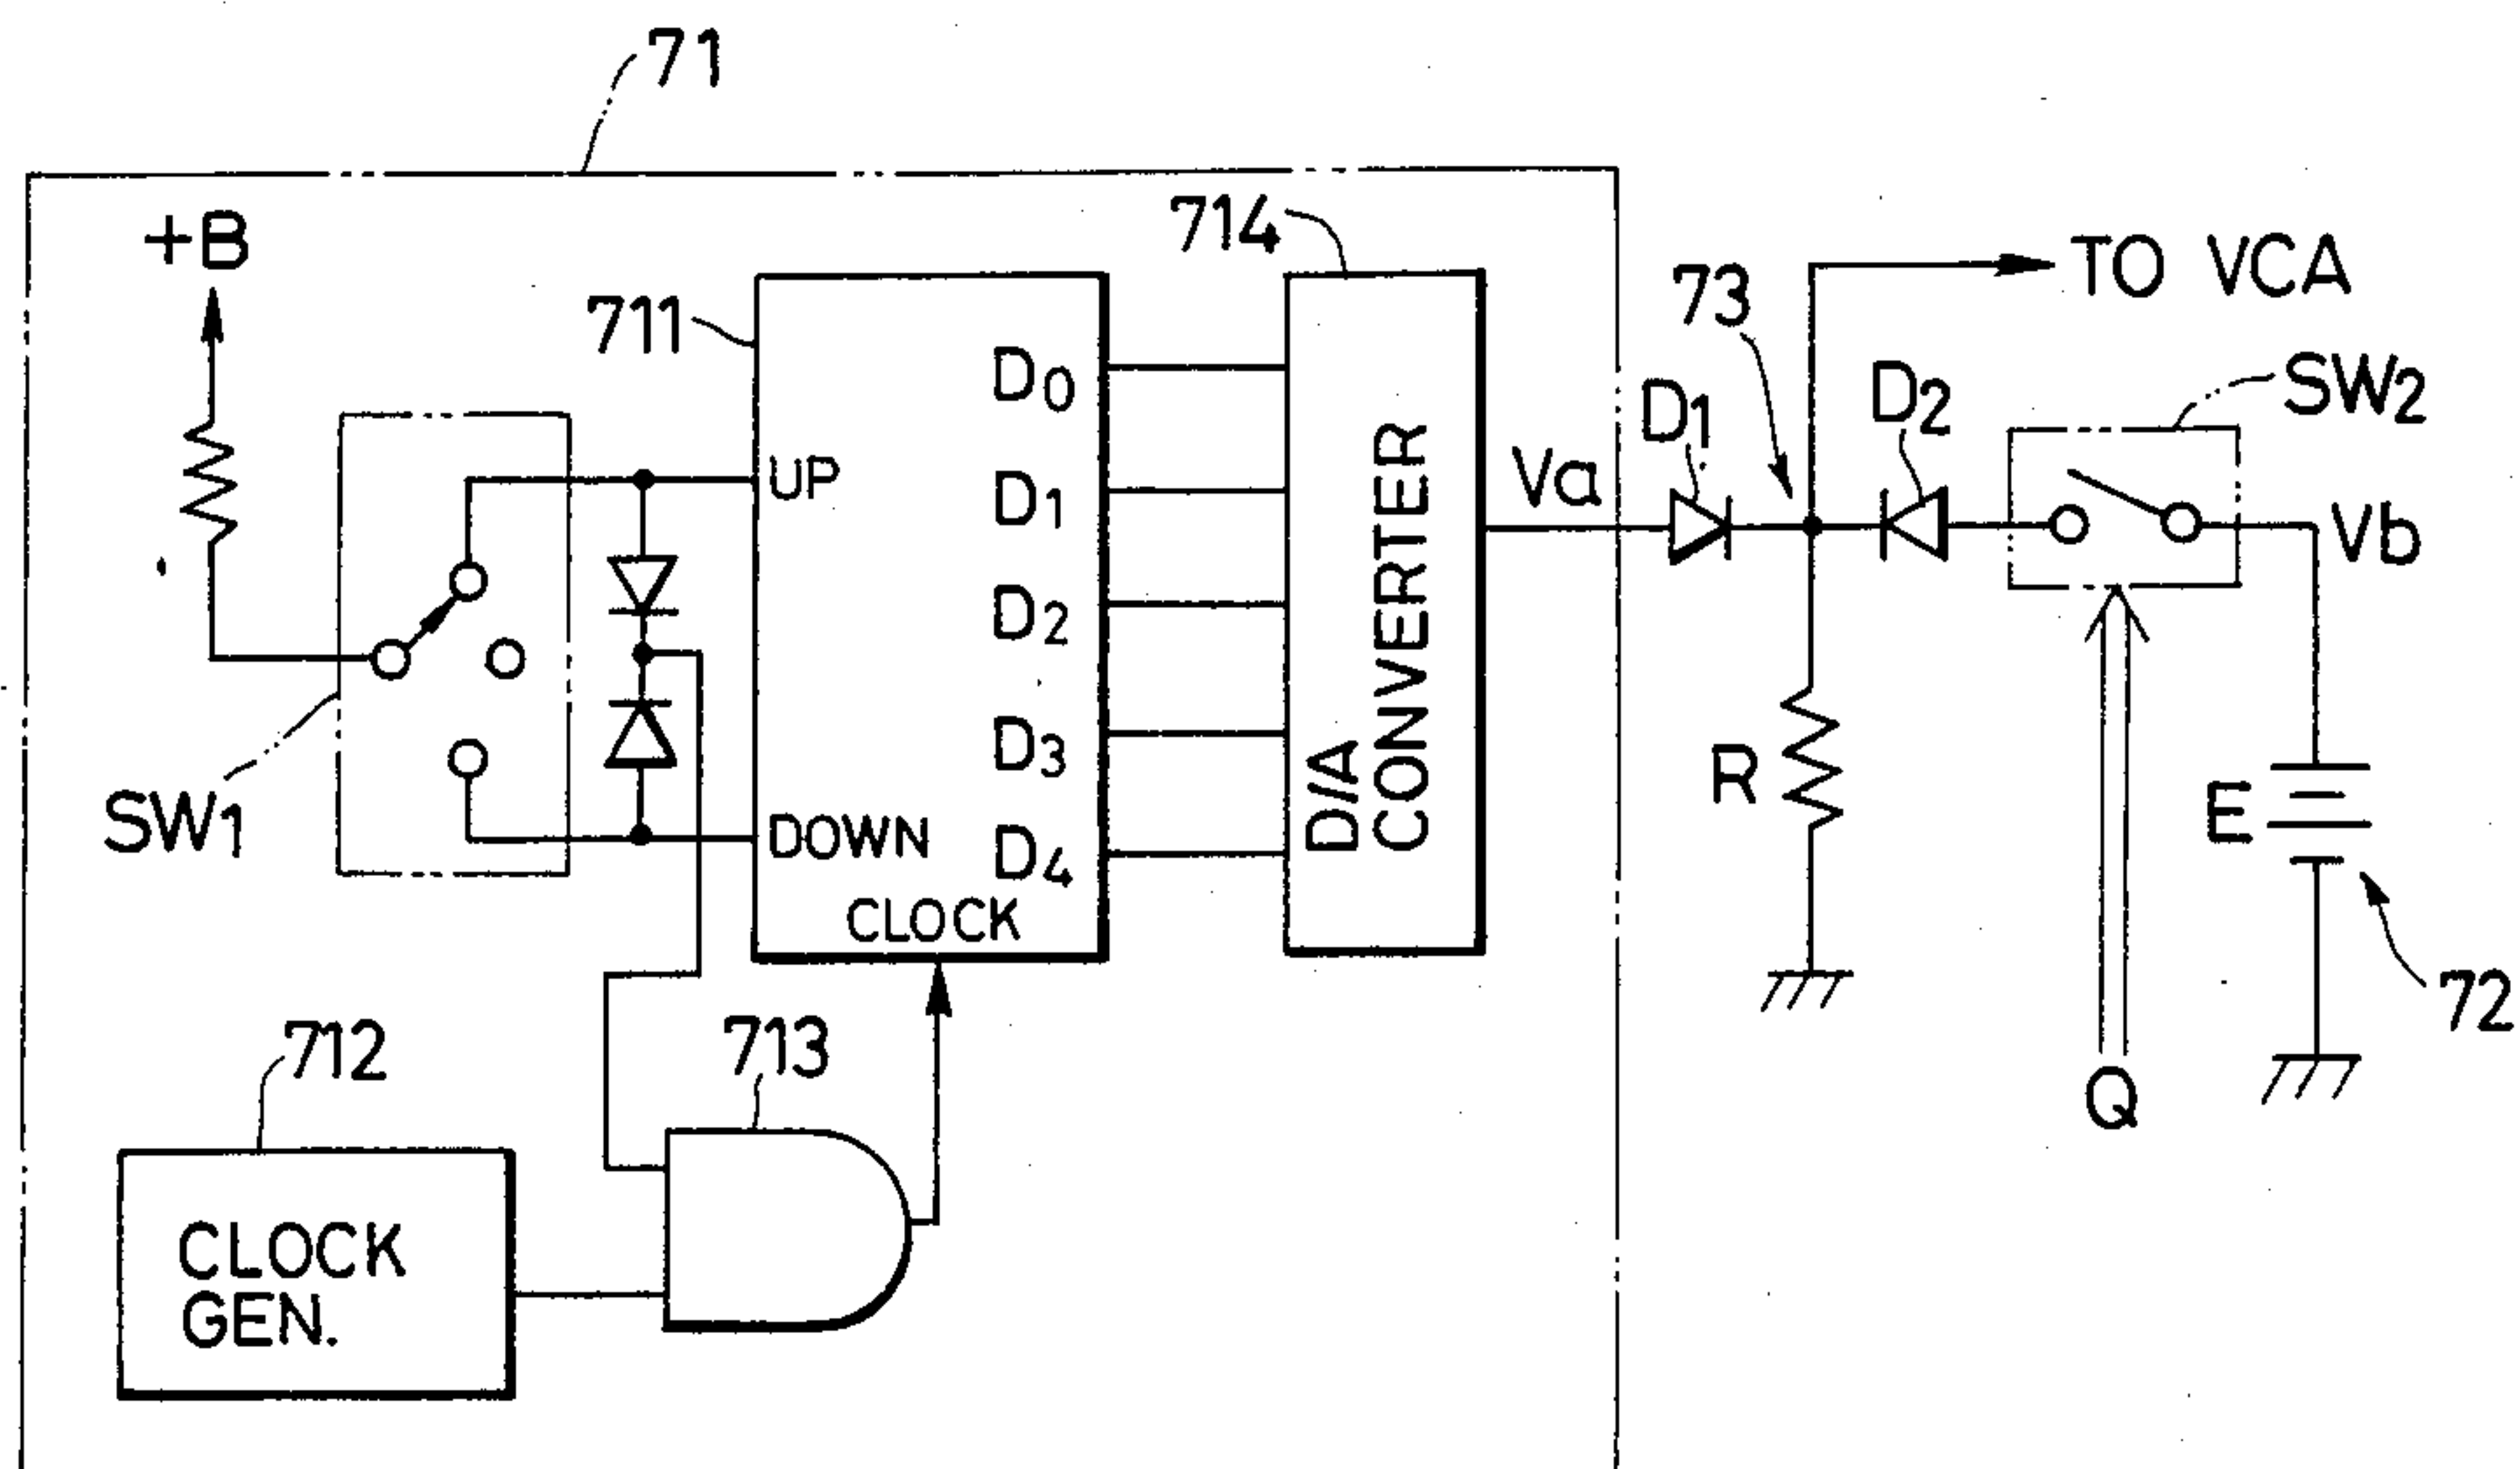 71
+B
714
TO VCA
711
73
D0
D1
D2
SW2
UP
D1
Va
Vb
D2
CONVERTER
D/A
D3
R
E
SW1
DOWN
D4
CLOCK
72
712
713
Q
CLOCK
GEN.